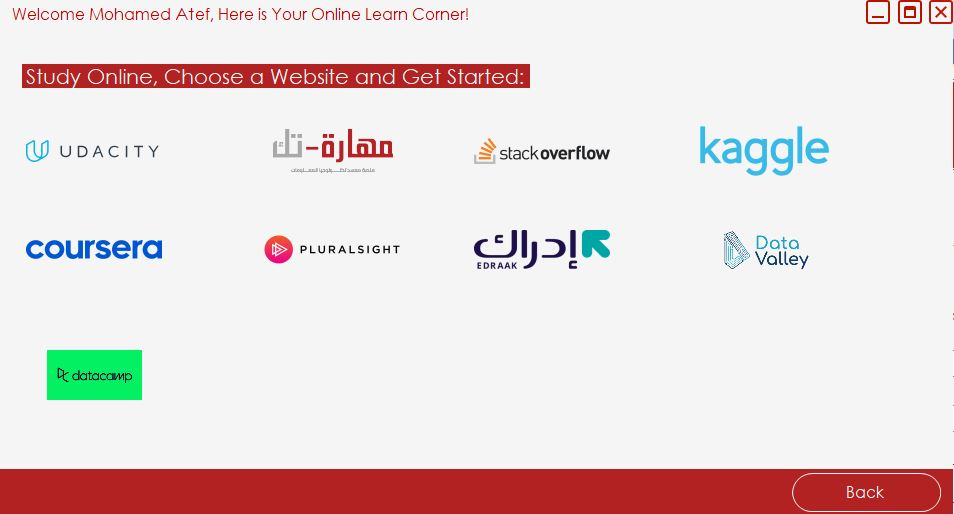 Welcome Mohamed Atef, Here is Your Online Learn Corner!
Study Online, Choose a Website and Get Started:
UDACITY
مهارة-تك
stackoverflow
kaggle
coursera
PLURALSIGHT
إدراك
EDRAAK
Data
Valley
datacamp
Back